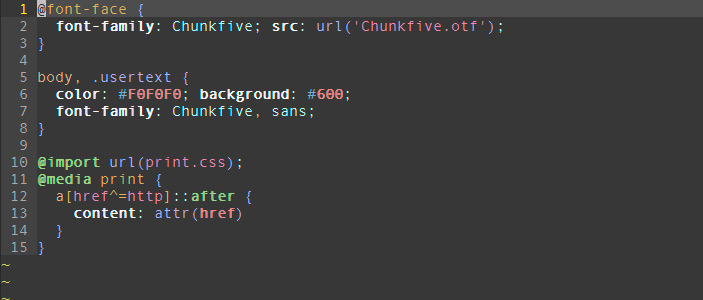 1 @font-face {
2   font-family: Chunkfive; src: url('Chunkfive.otf');
3 }
4
5 body, .usertext {
6   color: #F0F0F0; background: #600;
7   font-family: Chunkfive, sans;
8 }
9
10 @import url(print.css);
11 @media print {
12   a[href^=http]::after {
13     content: attr(href)
14   }
15 }
~
~
~